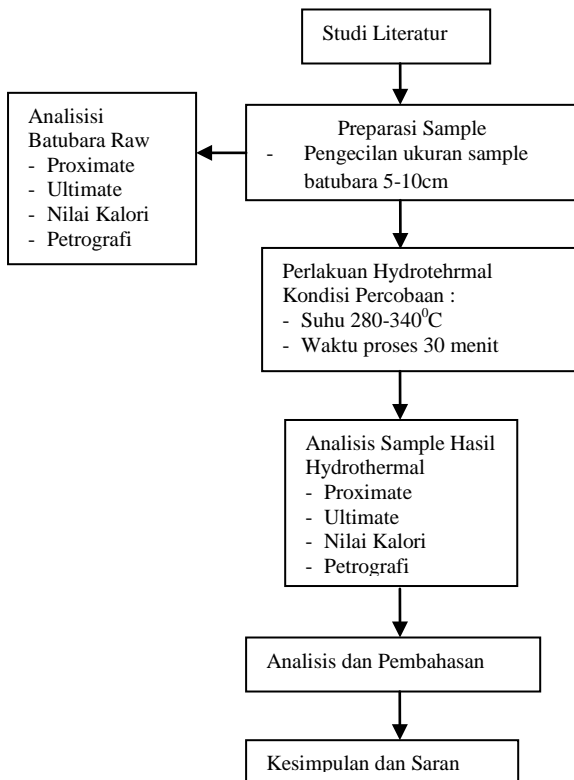 Studi Literatur
Analisisi
Batubara Raw
- Proximate
- Ultimate
- Nilai Kalori
- Petrografi
Preparasi Sample
- Pengecilan ukuran sample
batubara 5-10cm
Perlakuan Hydrotehrmal
Kondisi Percobaan :
- Suhu 280-340⁰C
- Waktu proses 30 menit
Analisis Sample Hasil
Hydrothermal
- Proximate
- Ultimate
- Nilai Kalori
- Petrografi
Analisis dan Pembahasan
Kesimpulan dan Saran